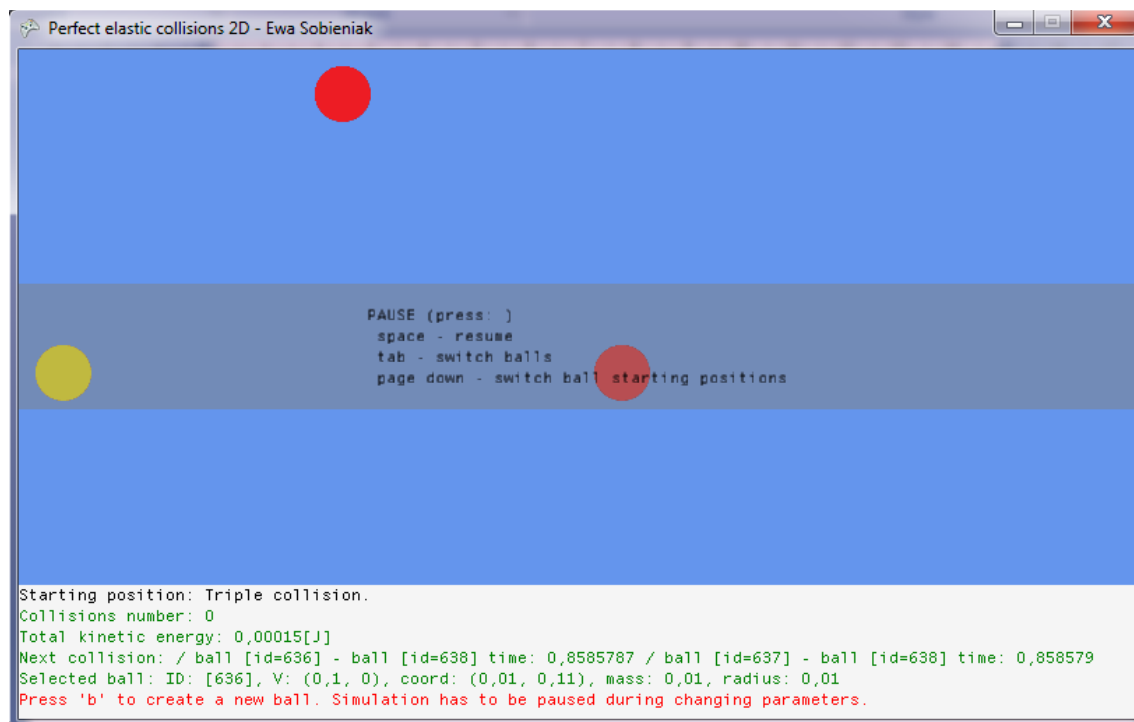 Perfect elastic collisions 2D - Ewa Sobieniak
PAUSE (press: )
space - resume
tab - switch balls
page down - switch ball starting positions
Starting position: Triple collision.
Collisions number: 0
Total kinetic energy: 0,00015[J]
Next collision: / ball [id=636] - ball [id=638] time: 0,8585787 / ball [id=637] - ball [id=638] time: 0,858579
Selected ball: ID: [636], V: (0,1, 0), coord: (0,01, 0,11), mass: 0,01, radius: 0,01
Press 'b' to create a new ball. Simulation has to be paused during changing parameters.